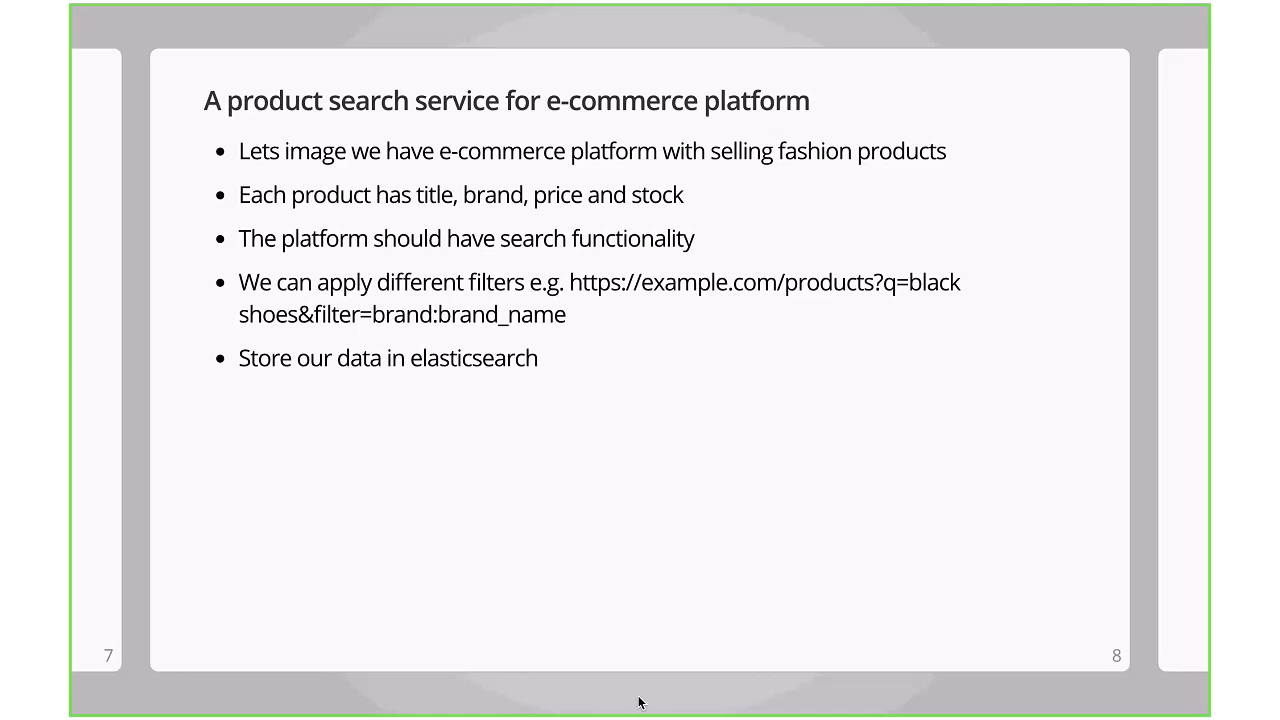 A product search service for e-commerce platform
• Lets image we have e-commerce platform with selling fashion products
• Each product has title, brand, price and stock
• The platform should have search functionality
• We can apply different filters e.g. https://example.com/products?q=black
shoes&filter=brand:brand_name
• Store our data in elasticsearch
7
8